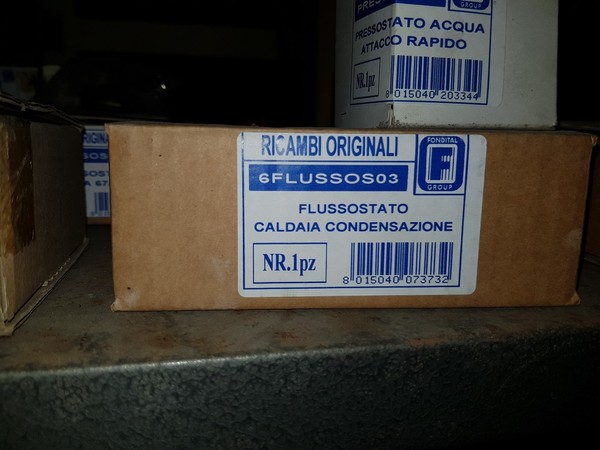 PRESSOSTATO ACQUA
ATTACCO RAPIDO
NR.1pz
8 015040 203344
GROUP
RICAMBI ORIGINALI
6FLUSSOS03
FLUSSOSTATO
CALDAIA CONDENSAZIONE
NR.1pz
8 015040 073732
FONDITAL
GROUP